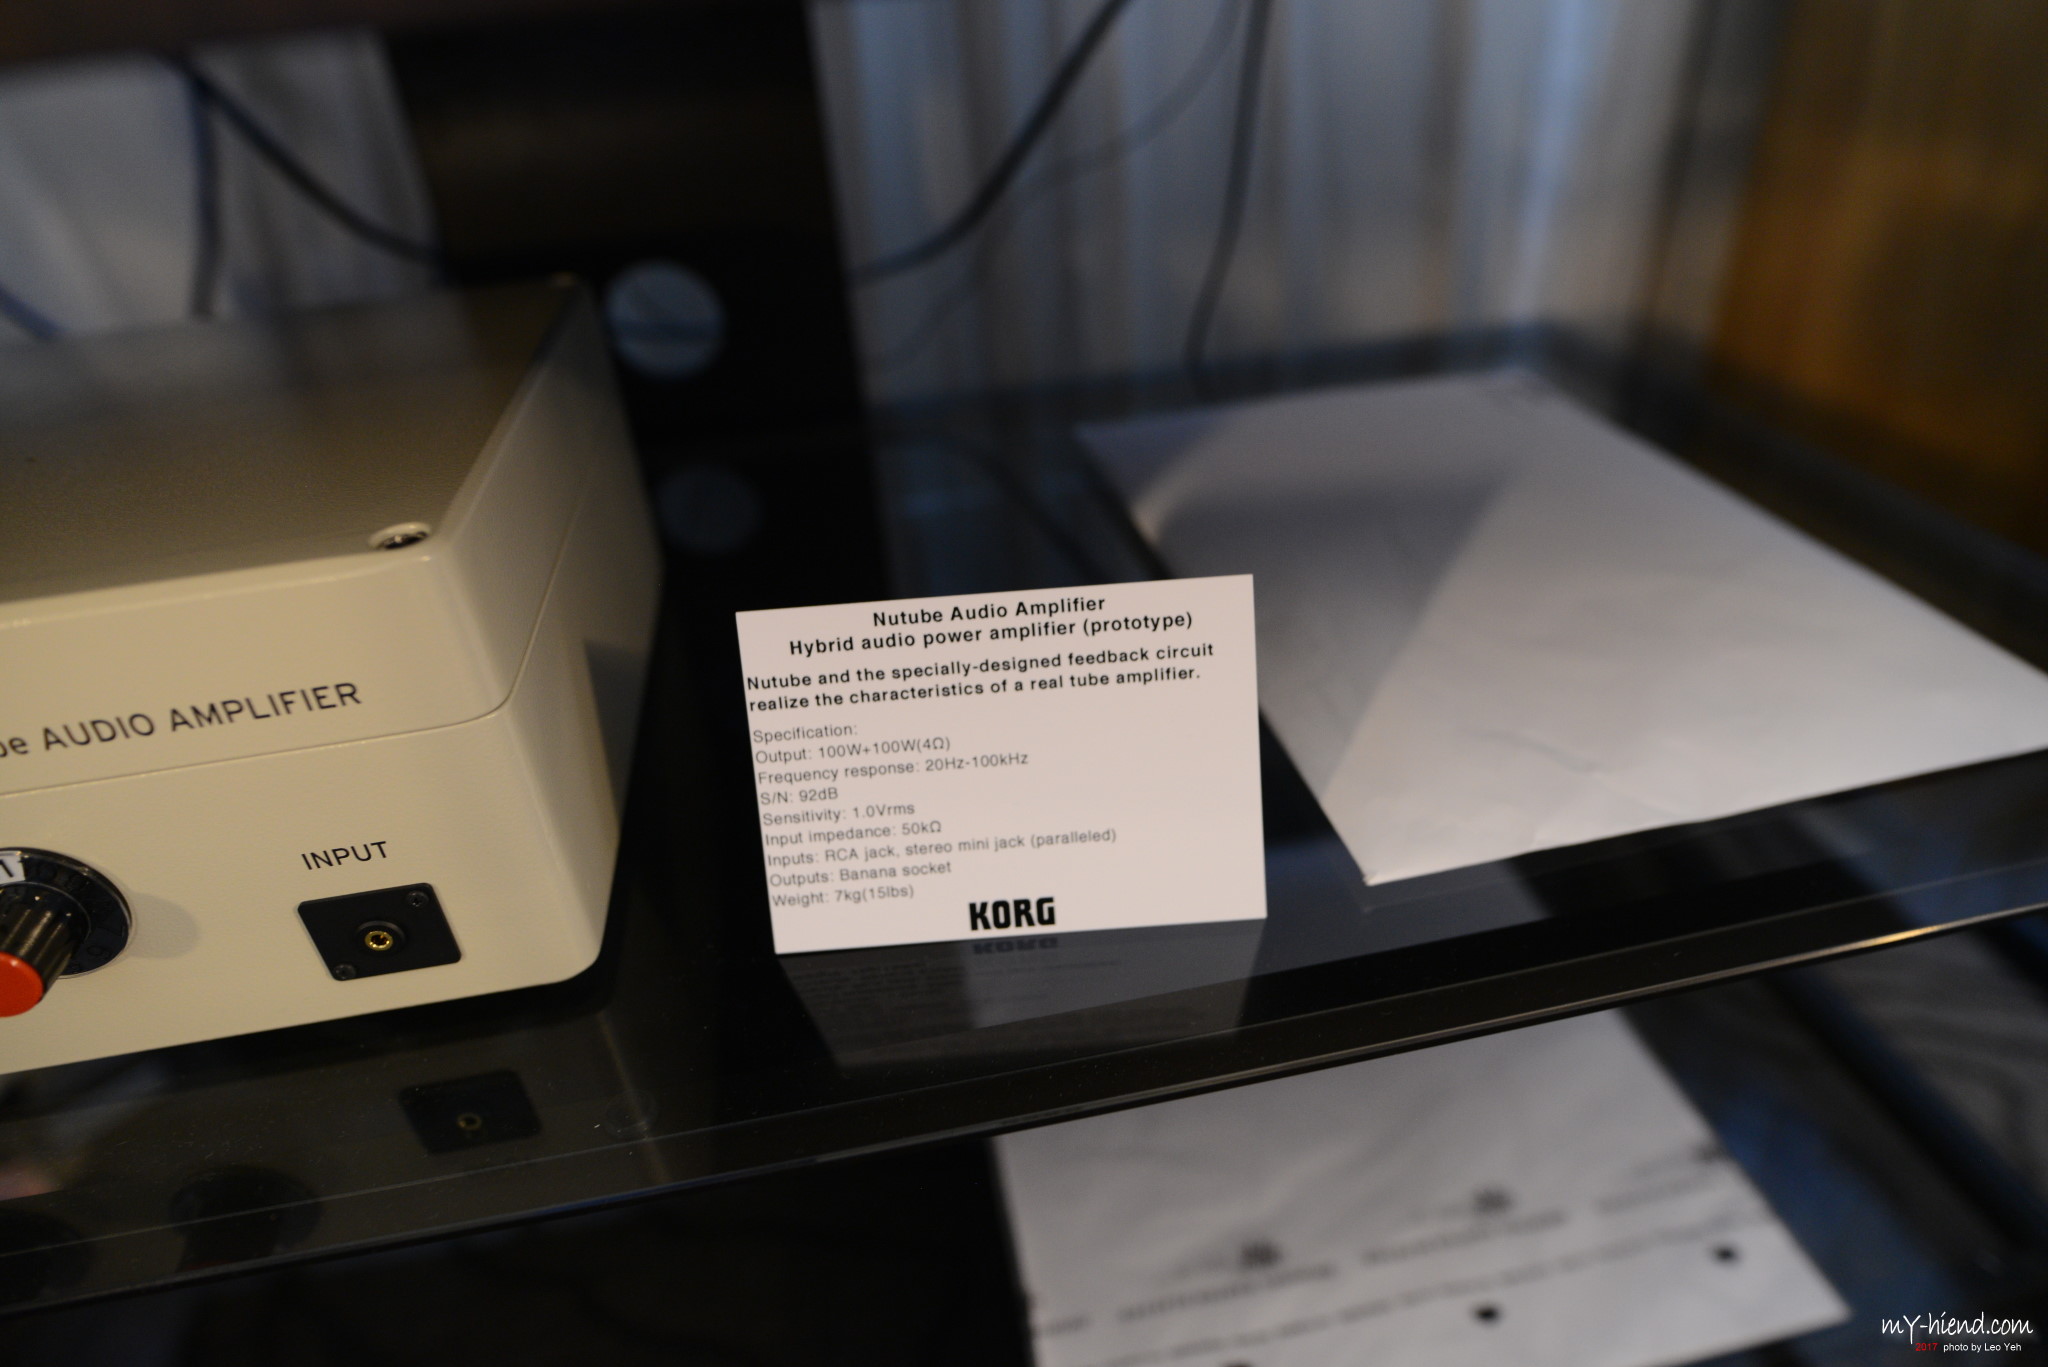 AUDIO AMPLIFIER
INPUT
Nutube Audio Amplifier
Hybrid audio power amplifier (prototype)
Nutube and the specially-designed feedback circuit
realize the characteristics of a real tube amplifier.
Specification:
Output: 100W+100W(4Ω)
Frequency response: 20Hz-100kHz
S/N: 92dB
Sensitivity: 1.0Vrms
Input impedance: 50kΩ
Inputs: RCA jack, stereo mini jack (paralleled)
Outputs: Banana socket
Weight: 7kg(15lbs)
KORG
my-hiend.com
2017 photo by Leo Yeh